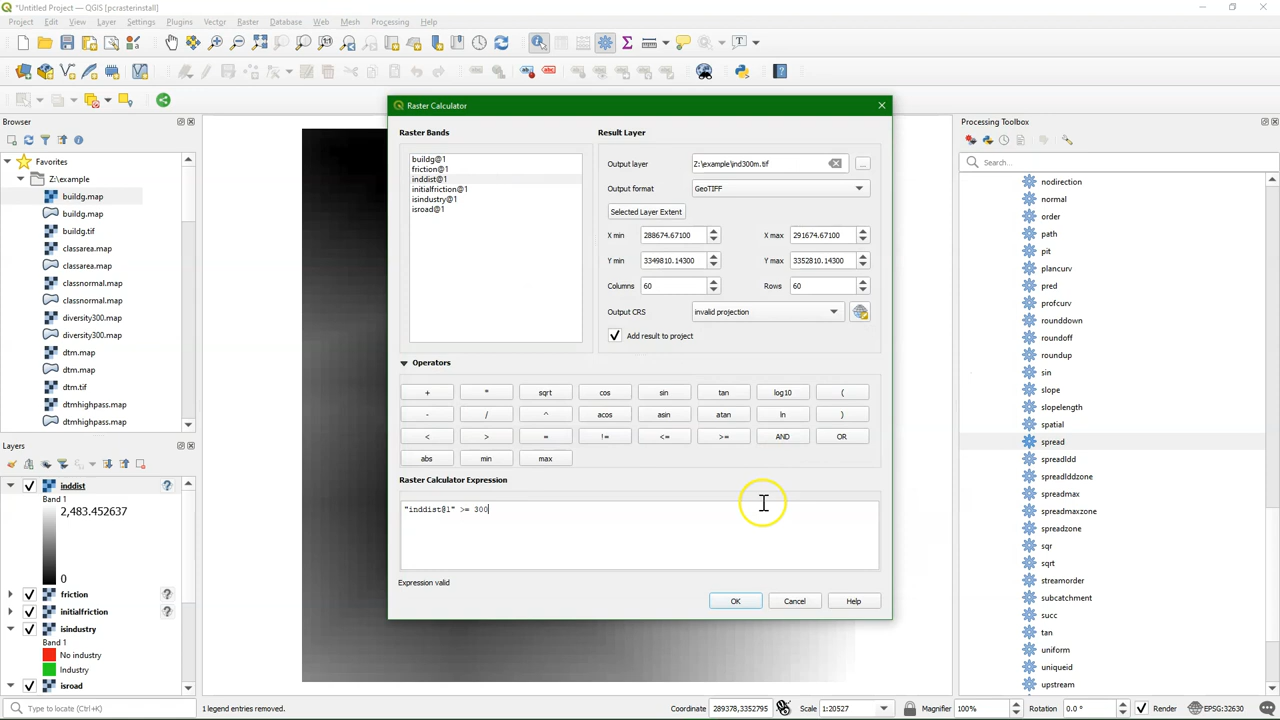 *Untitled Project — QGIS [pcrasterinstall]
Project Edit View Layer Settings Plugins Vector Raster Database Web Mesh Processing Help
Browser
Favorites
Z:\example
buildg.map
buildg.map
buildg.tif
classarea.map
classarea.map
classnormal.map
classnormal.map
diversity300.map
diversity300.map
dtm.map
dtm.map
dtm.tif
dtmhighpass.map
dtmhighpass.map
Layers
inddist
Band 1
2,483.452637
0
friction
initialfriction
isindustry
Band 1
No industry
Industry
isroad
Raster Calculator
Raster Bands
buildg@1
friction@1
inddist@1
initialfriction@1
isindustry@1
isroad@1
Result Layer
Output layer Z:\example\ind300m.tif ...
Output format GeoTIFF
Selected Layer Extent
X min 288674.67100 X max 291674.67100
Y min 3349810.14300 Y max 3352810.14300
Columns 60 Rows 60
Output CRS invalid projection
Add result to project
Operators
+ * sqrt cos sin tan log10 (
- / ^ acos asin atan ln )
< > = != <= >= AND OR
abs min max
Raster Calculator Expression
"inddist@1" >= 300
Expression valid
OK Cancel Help
Processing Toolbox
Search...
nodirection
normal
order
path
pit
plancurv
pred
profcurv
rounddown
roundoff
roundup
sin
slope
slopelength
spatial
spread
spreadldd
spreadlddzone
spreadmax
spreadmaxzone
spreadzone
sqr
sqrt
streamorder
subcatchment
succ
tan
uniform
uniqueid
upstream
Type to locate (Ctrl+K) 1 legend entries removed. Coordinate 289378,3352795 Scale 1:20527 Magnifier 100% Rotation 0.0 ° Render EPSG:32630